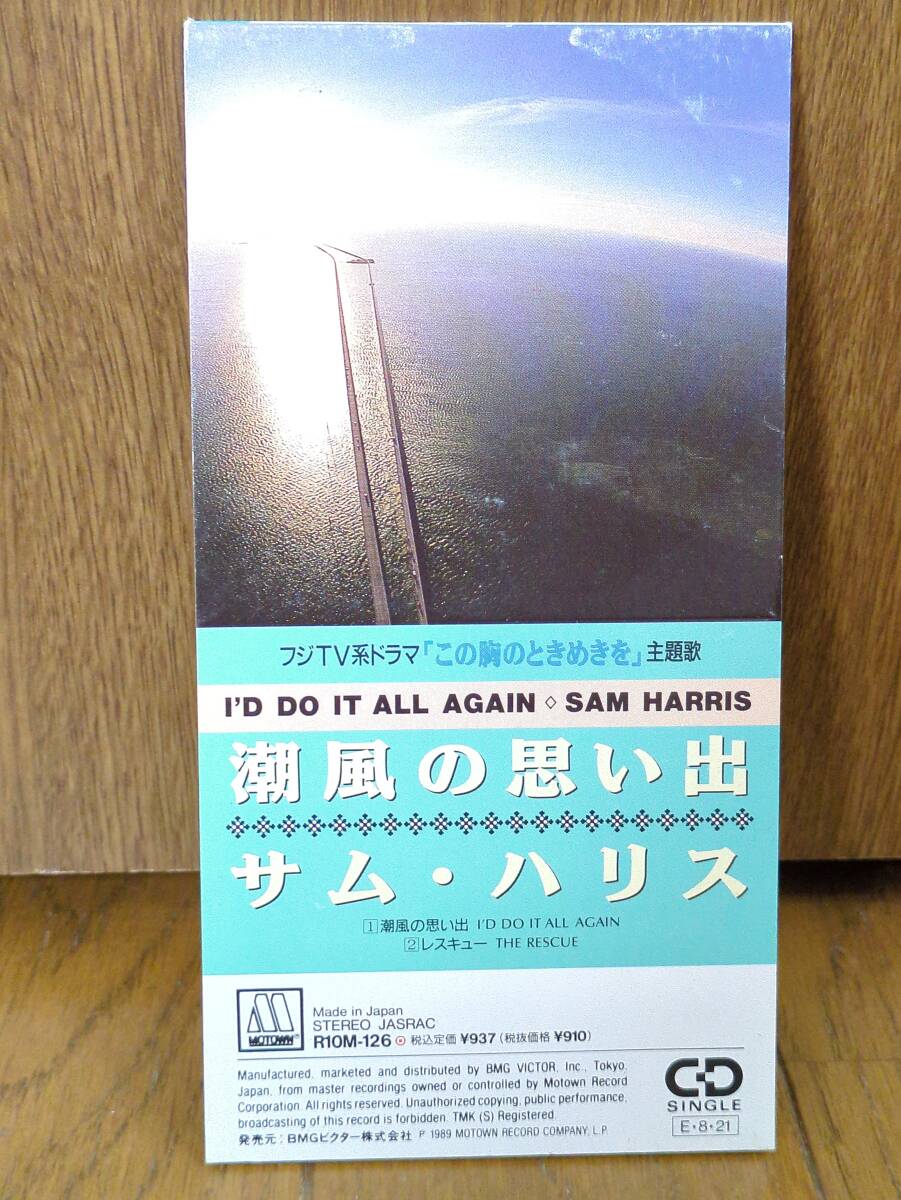 フジTV系ドラマ「この胸のときめきを」主題歌
I'D DO IT ALL AGAIN ◇ SAM HARRIS
潮風の思い出
サム・ハリス
1 潮風の思い出 I'D DO IT ALL AGAIN
2 レスキュー THE RESCUE
MOTOWN
Made in Japan
STEREO JASRAC
R10M-126 税込定価 ¥937 (税抜価格 ¥910)
Manufactured, marketed and distributed by BMG VICTOR, Inc., Tokyo,
Japan, from master recordings owned or controlled by Motown Record
Corporation. All rights reserved. Unauthorized copying, public performance,
broadcasting of this record is forbidden. TMK (S) Registered.
発売元：BMGビクター株式会社 ℗ 1989 MOTOWN RECORD COMPANY, L.P.
CD
SINGLE
E・8・21